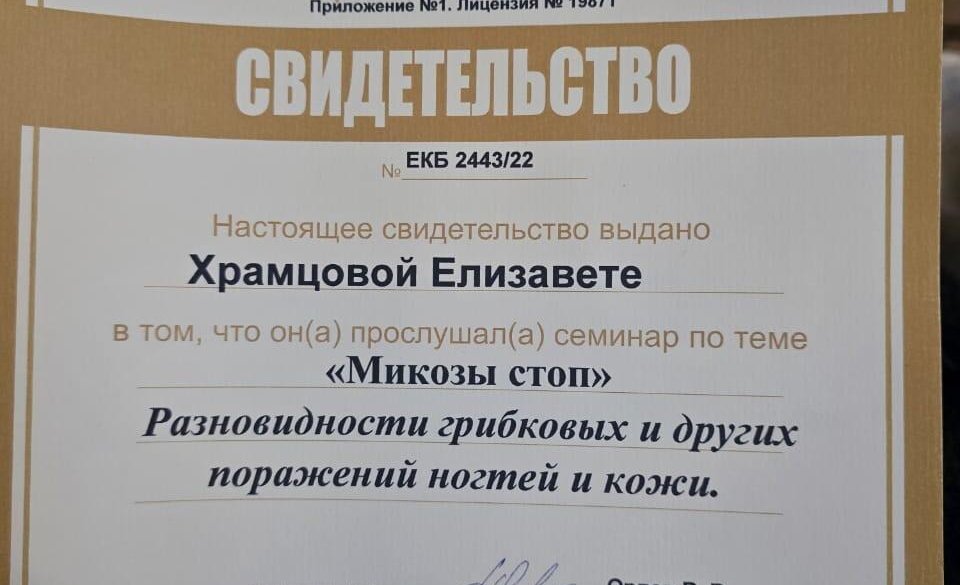 Приложение №1. Лицензия № 19871
СВИДЕТЕЛЬСТВО
№ ЕКБ 2443/22
Настоящее свидетельство выдано
Храмцовой Елизавете
в том, что он(а) прослушал(а) семинар по теме
«Микозы стоп»
Разновидности грибковых и других
поражений ногтей и кожи.